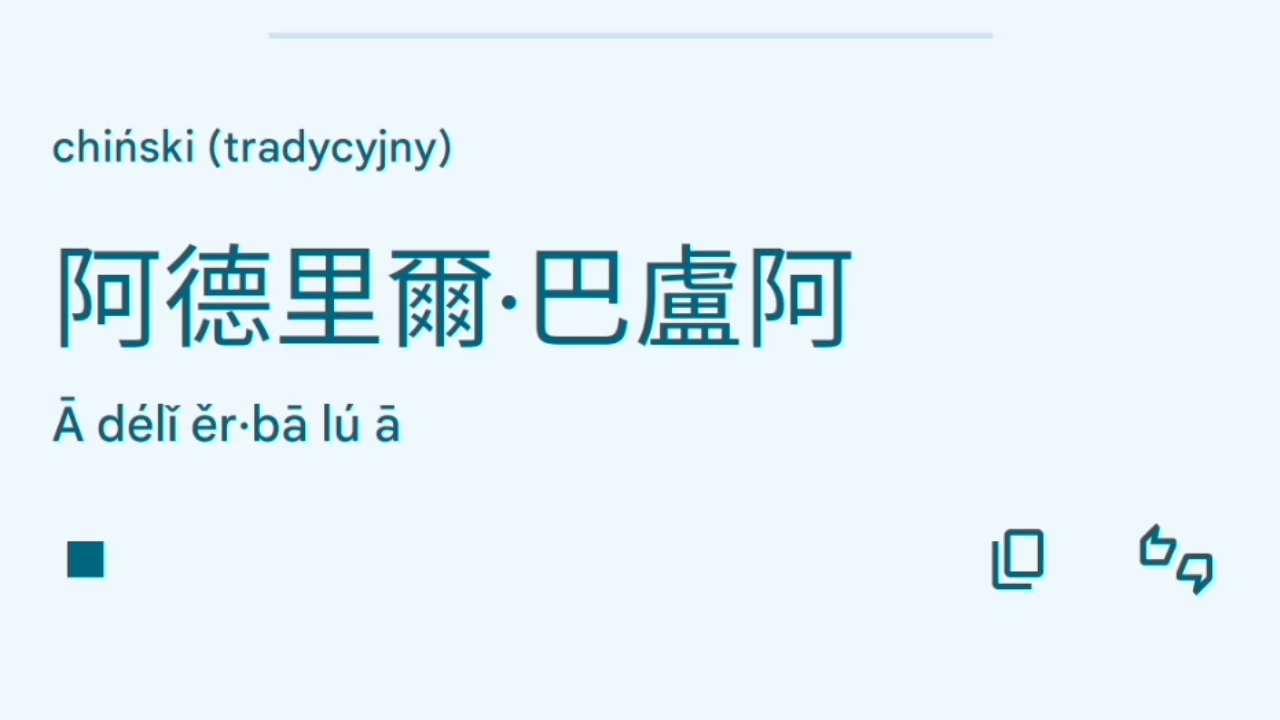 chiński (tradycyjny)
阿德里爾·巴盧阿
Ā délǐ ěr·bā lú ā